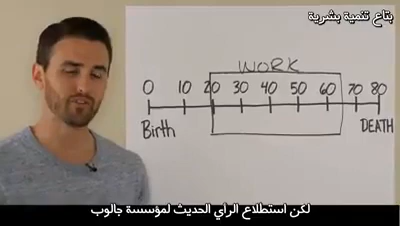 بتاع تنمية بشرية
WORK
0 10 20 30 40 50 60 70 80
Birth DEATH
لكن استطلاع الرأي الحديث لمؤسسة جالوب